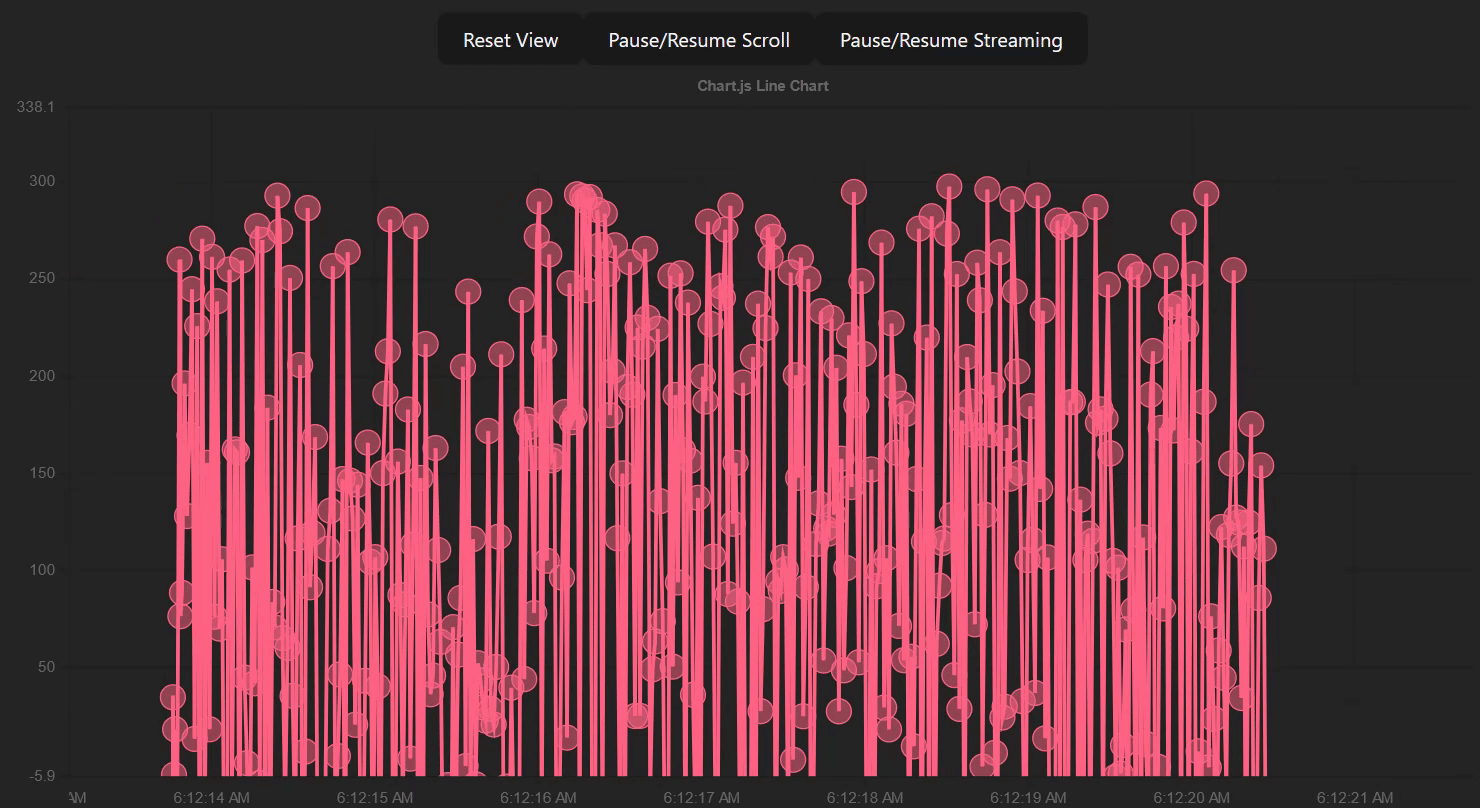 Reset View
Pause/Resume Scroll
Pause/Resume Streaming
Chart.js Line Chart
338.1
300
250
200
150
100
50
-5.9
AM
6:12:14 AM
6:12:15 AM
6:12:16 AM
6:12:17 AM
6:12:18 AM
6:12:19 AM
6:12:20 AM
6:12:21 AM